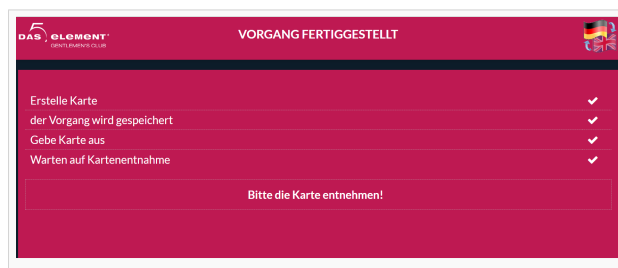 5
DAS ELEMENT
GENTLEMEN'S CLUB
VORGANG FERTIGGESTELLT
Erstelle Karte
der Vorgang wird gespeichert
Gebe Karte aus
Warten auf Kartenentnahme
Bitte die Karte entnehmen!